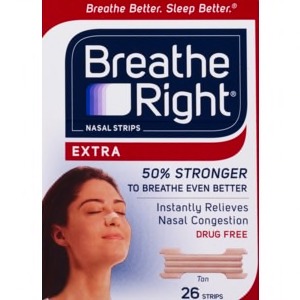 Breathe Better. Sleep Better.®
Breathe
Right®
NASAL STRIPS
EXTRA
50% STRONGER
TO BREATHE EVEN BETTER
Instantly Relieves
Nasal Congestion
DRUG FREE
Tan
26 STRIPS